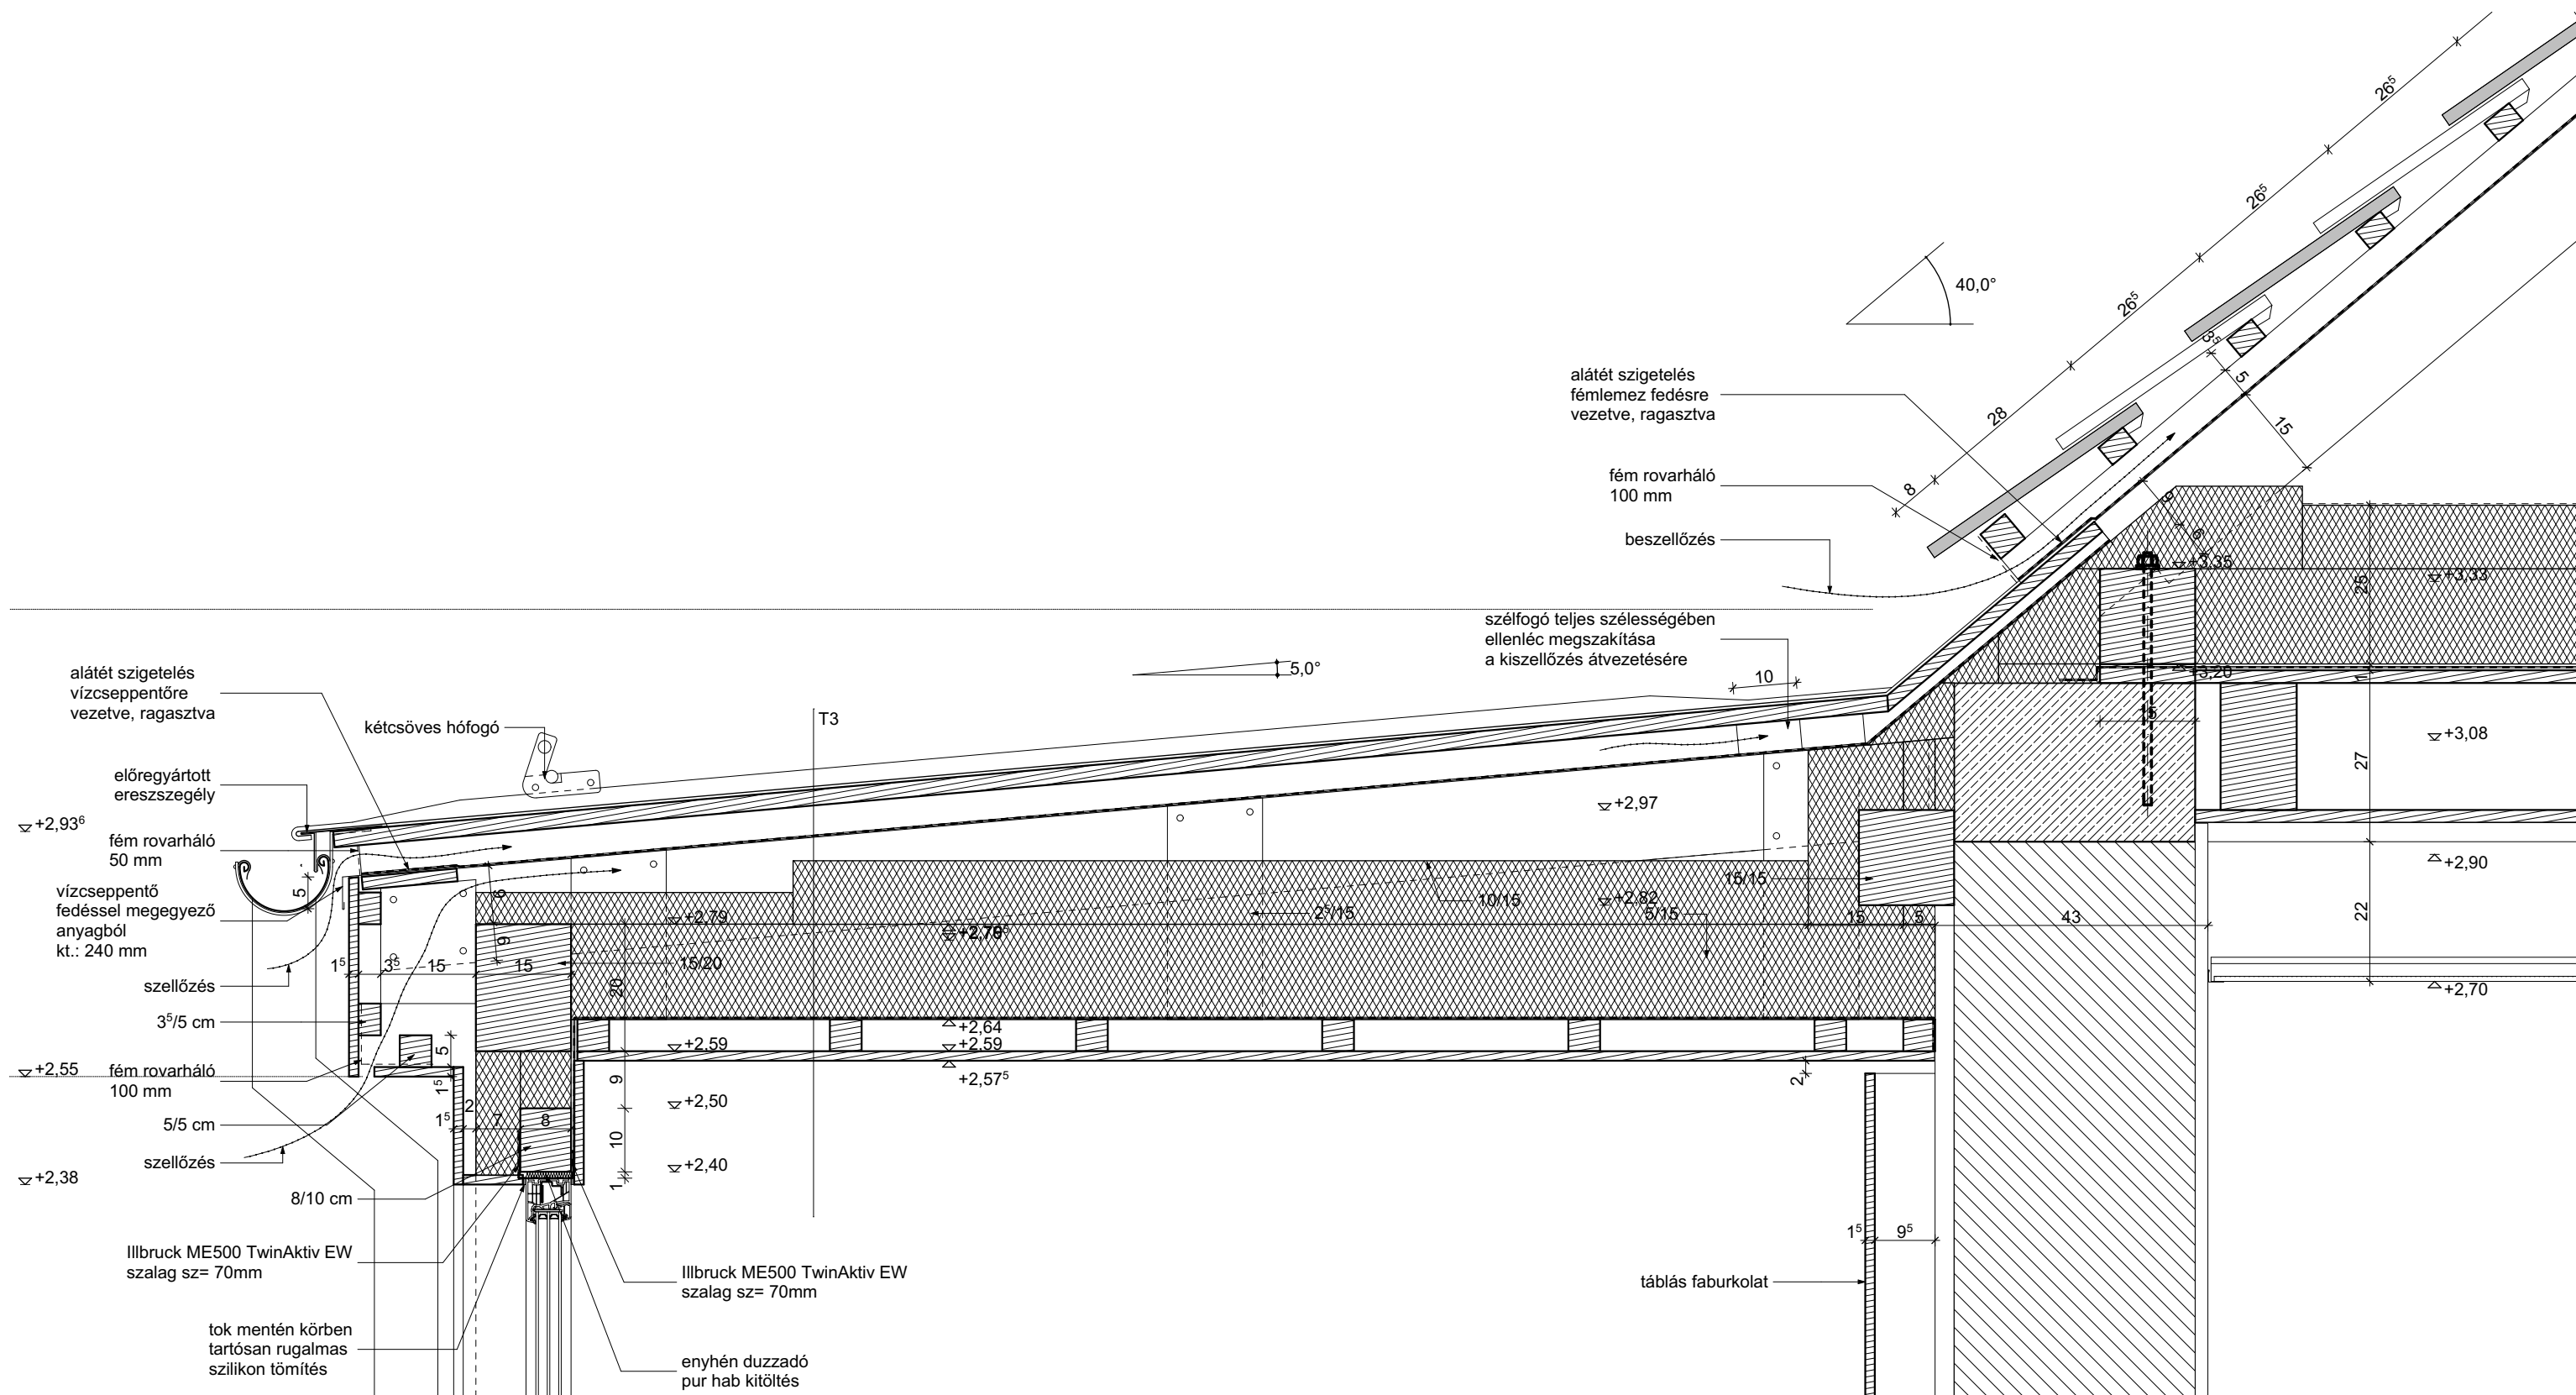 26⁵
26⁵
26⁵
28
8
40,0°
3⁵
5
15
alátét szigetelés
fémlemez fedésre
vezetve, ragasztva
fém rovarháló
100 mm
beszellőzés
szélfogó teljes szélességében
ellenléc megszakítása
a kiszellőzés átvezetésére
6
+3,35
+3,33
25
+3,20
1
5,0°
10
T3
alátét szigetelés
vízcseppentőre
vezetve, ragasztva
kétcsöves hófogó
előregyártott
ereszszegély
+2,93⁶
fém rovarháló
50 mm
vízcseppentő
fedéssel megegyező
anyagból
kt.: 240 mm
szellőzés
3⁵/5 cm
+2,55
fém rovarháló
100 mm
5/5 cm
szellőzés
+2,38
8/10 cm
Illbruck ME500 TwinAktiv EW
szalag sz= 70mm
tok mentén körben
tartósan rugalmas
szilikon tömítés
Illbruck ME500 TwinAktiv EW
szalag sz= 70mm
enyhén duzzadó
pur hab kitöltés
5
9
9
1⁵
3⁵
15
15
15/20
20
+2,79
2⁵/15
10/15
+2,82
5/15
15/15
+2,97
15
5
43
+3,08
27
+2,90
22
+2,70
+2,64
+2,59
+2,59
+2,57⁵
5
1⁵
1⁵
2
7
8
9
10
1
+2,50
+2,40
2
1⁵
9⁵
táblás faburkolat